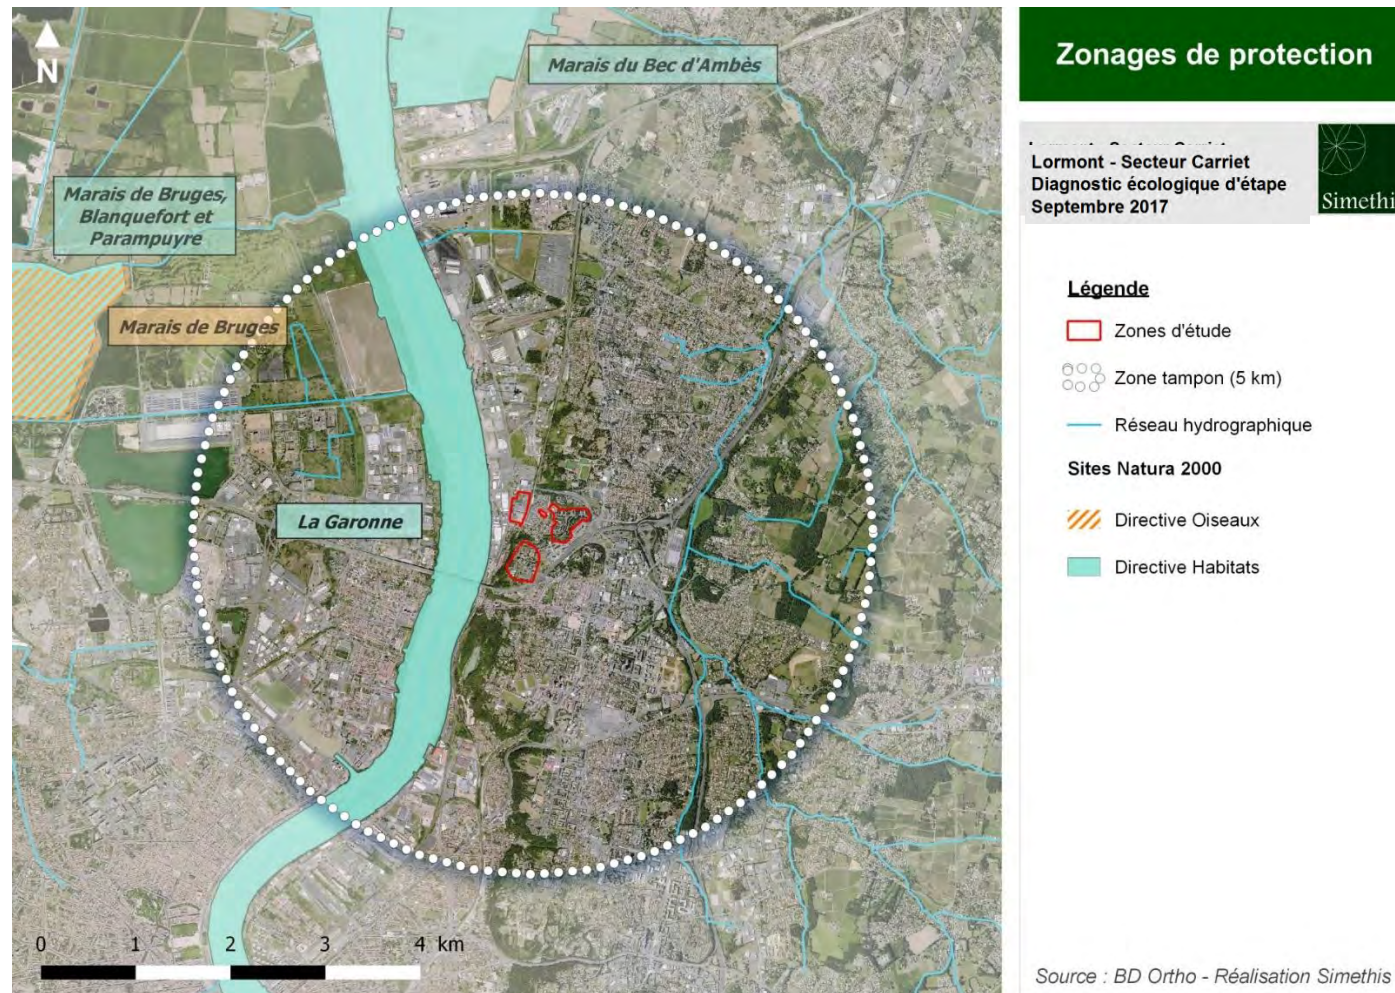 N
Marais du Bec d'Ambès
Marais de Bruges,
Blanquefort et
Parampuyre
Marais de Bruges
La Garonne
0 1 2 3 4 km
Zonages de protection
Lormont - Secteur Carriet
Diagnostic écologique d'étape
Septembre 2017
Simethi
Légende
Zones d'étude
Zone tampon (5 km)
Réseau hydrographique
Sites Natura 2000
Directive Oiseaux
Directive Habitats
Source : BD Ortho - Réalisation Simethis